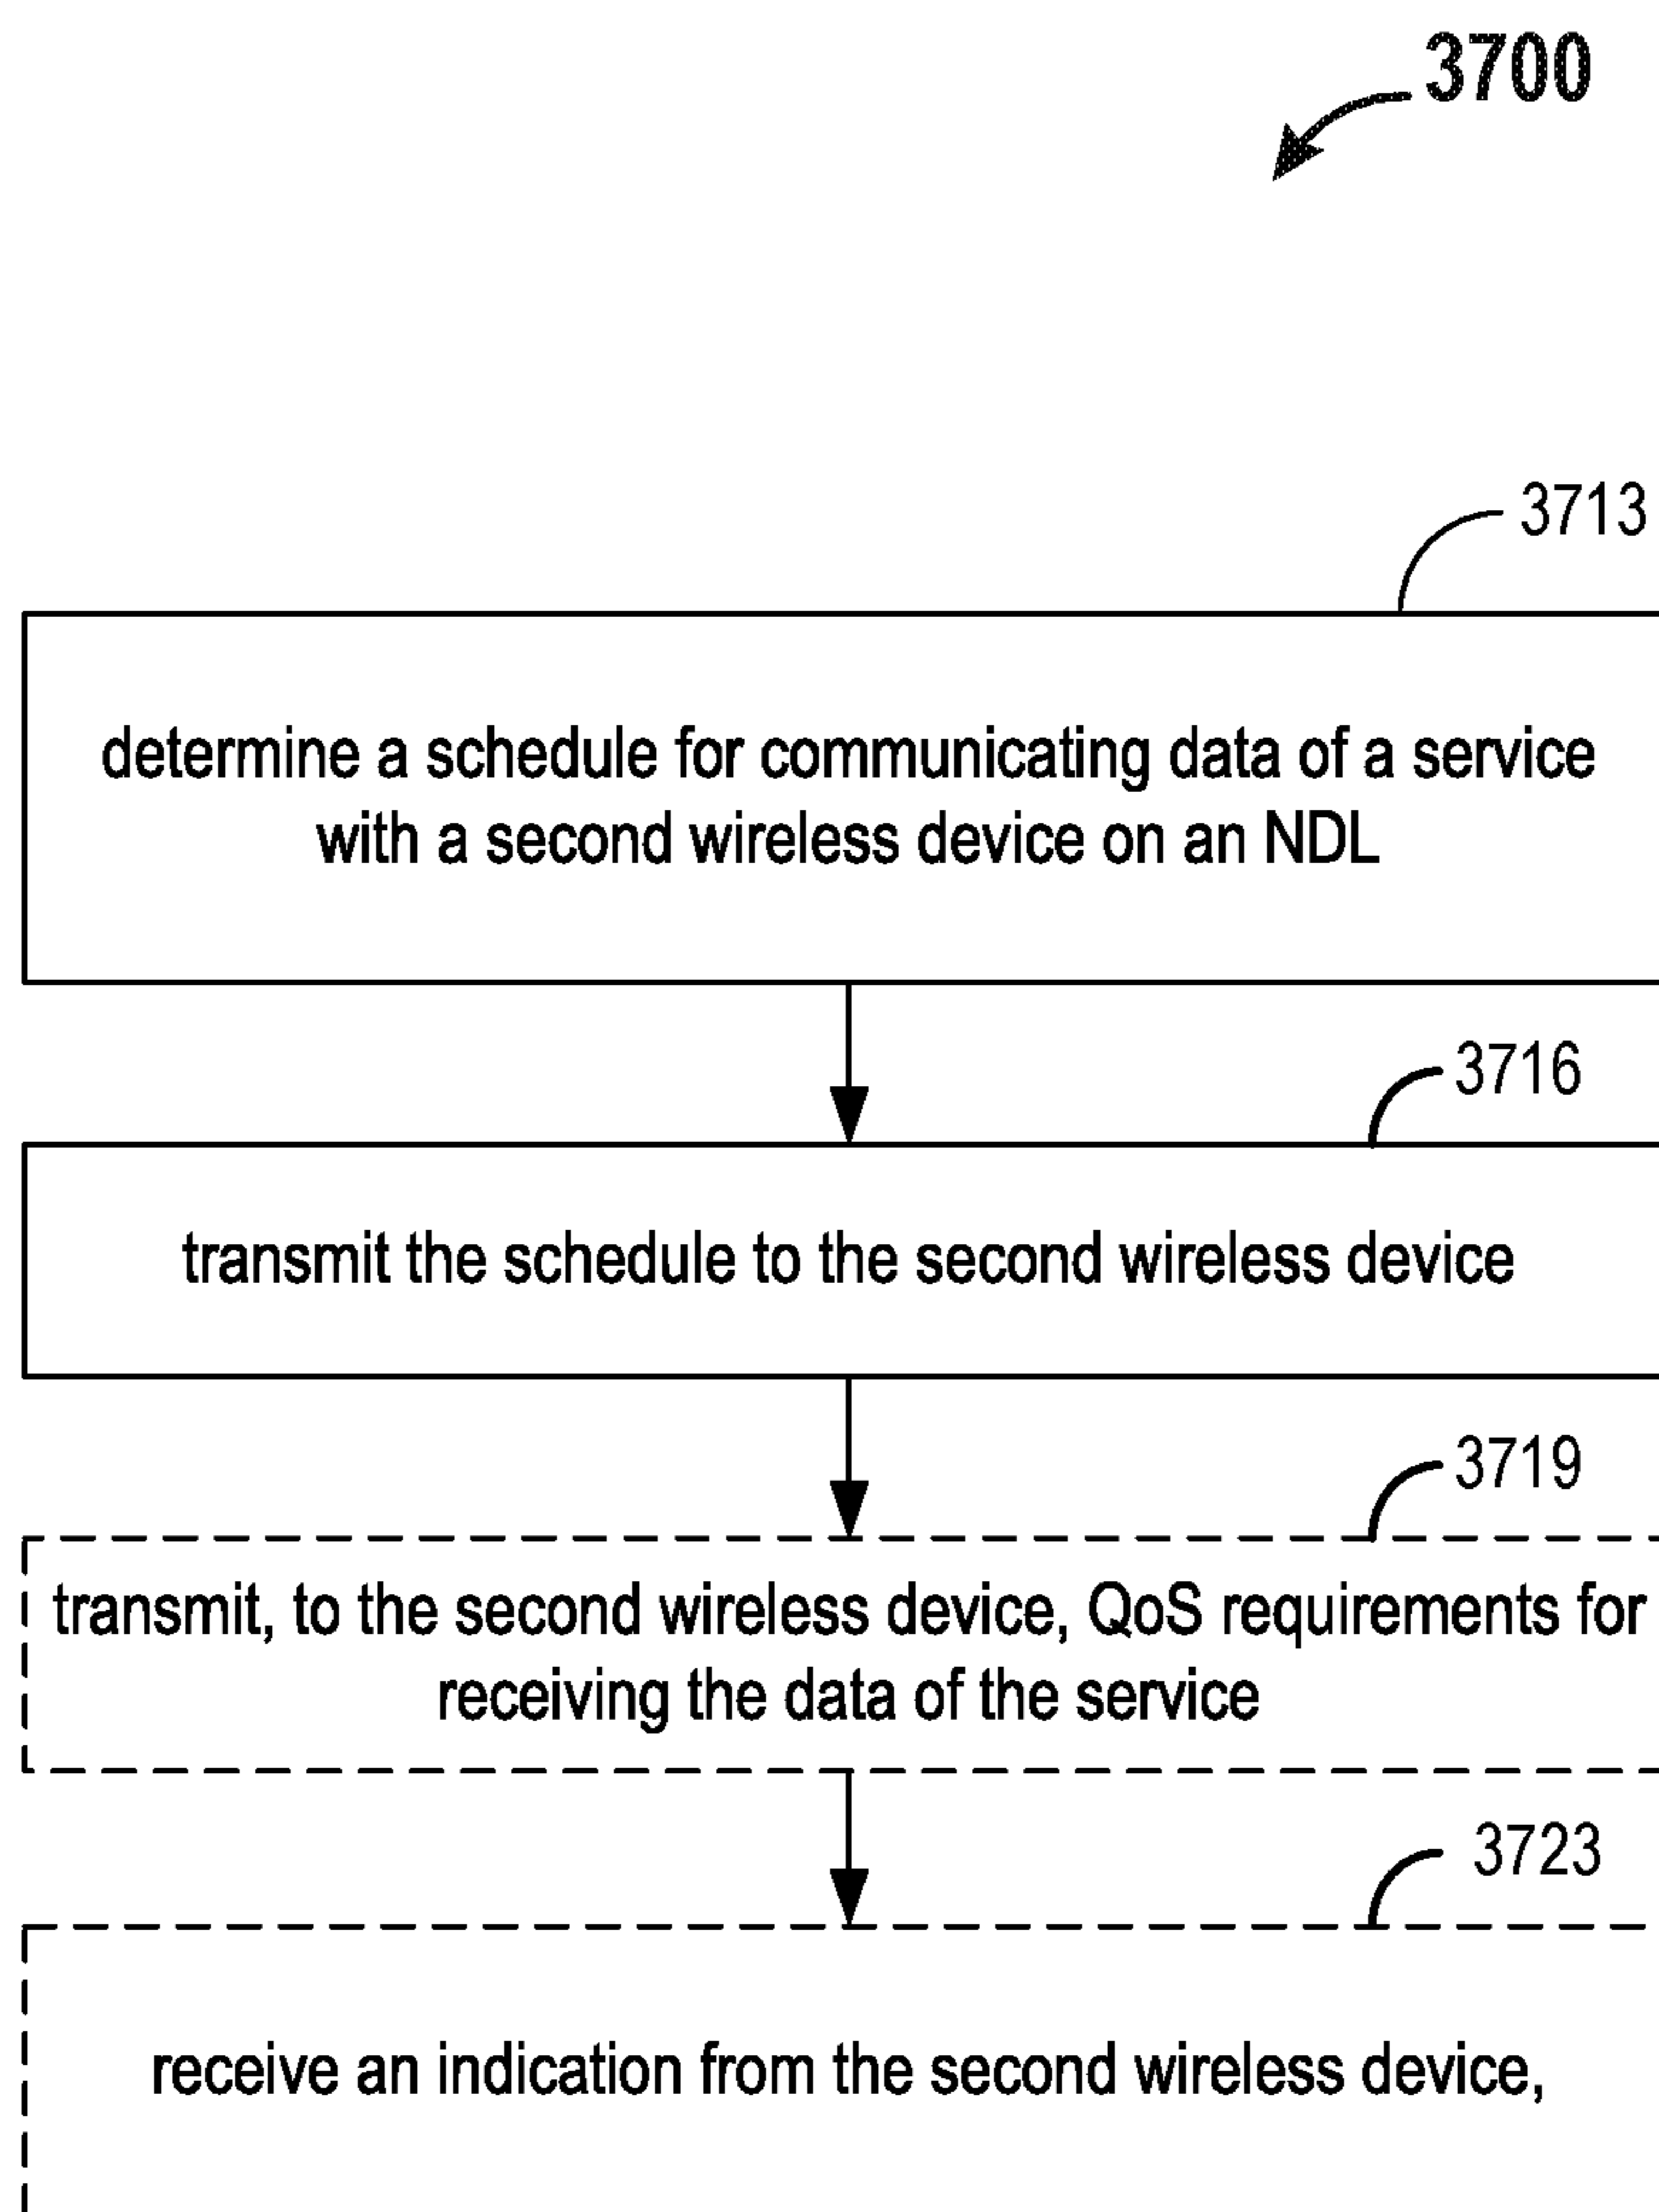 3700
3713
determine a schedule for communicating data of a service
with a second wireless device on an NDL
3716
transmit the schedule to the second wireless device
3719
transmit, to the second wireless device, QoS requirements for
receiving the data of the service
3723
receive an indication from the second wireless device,